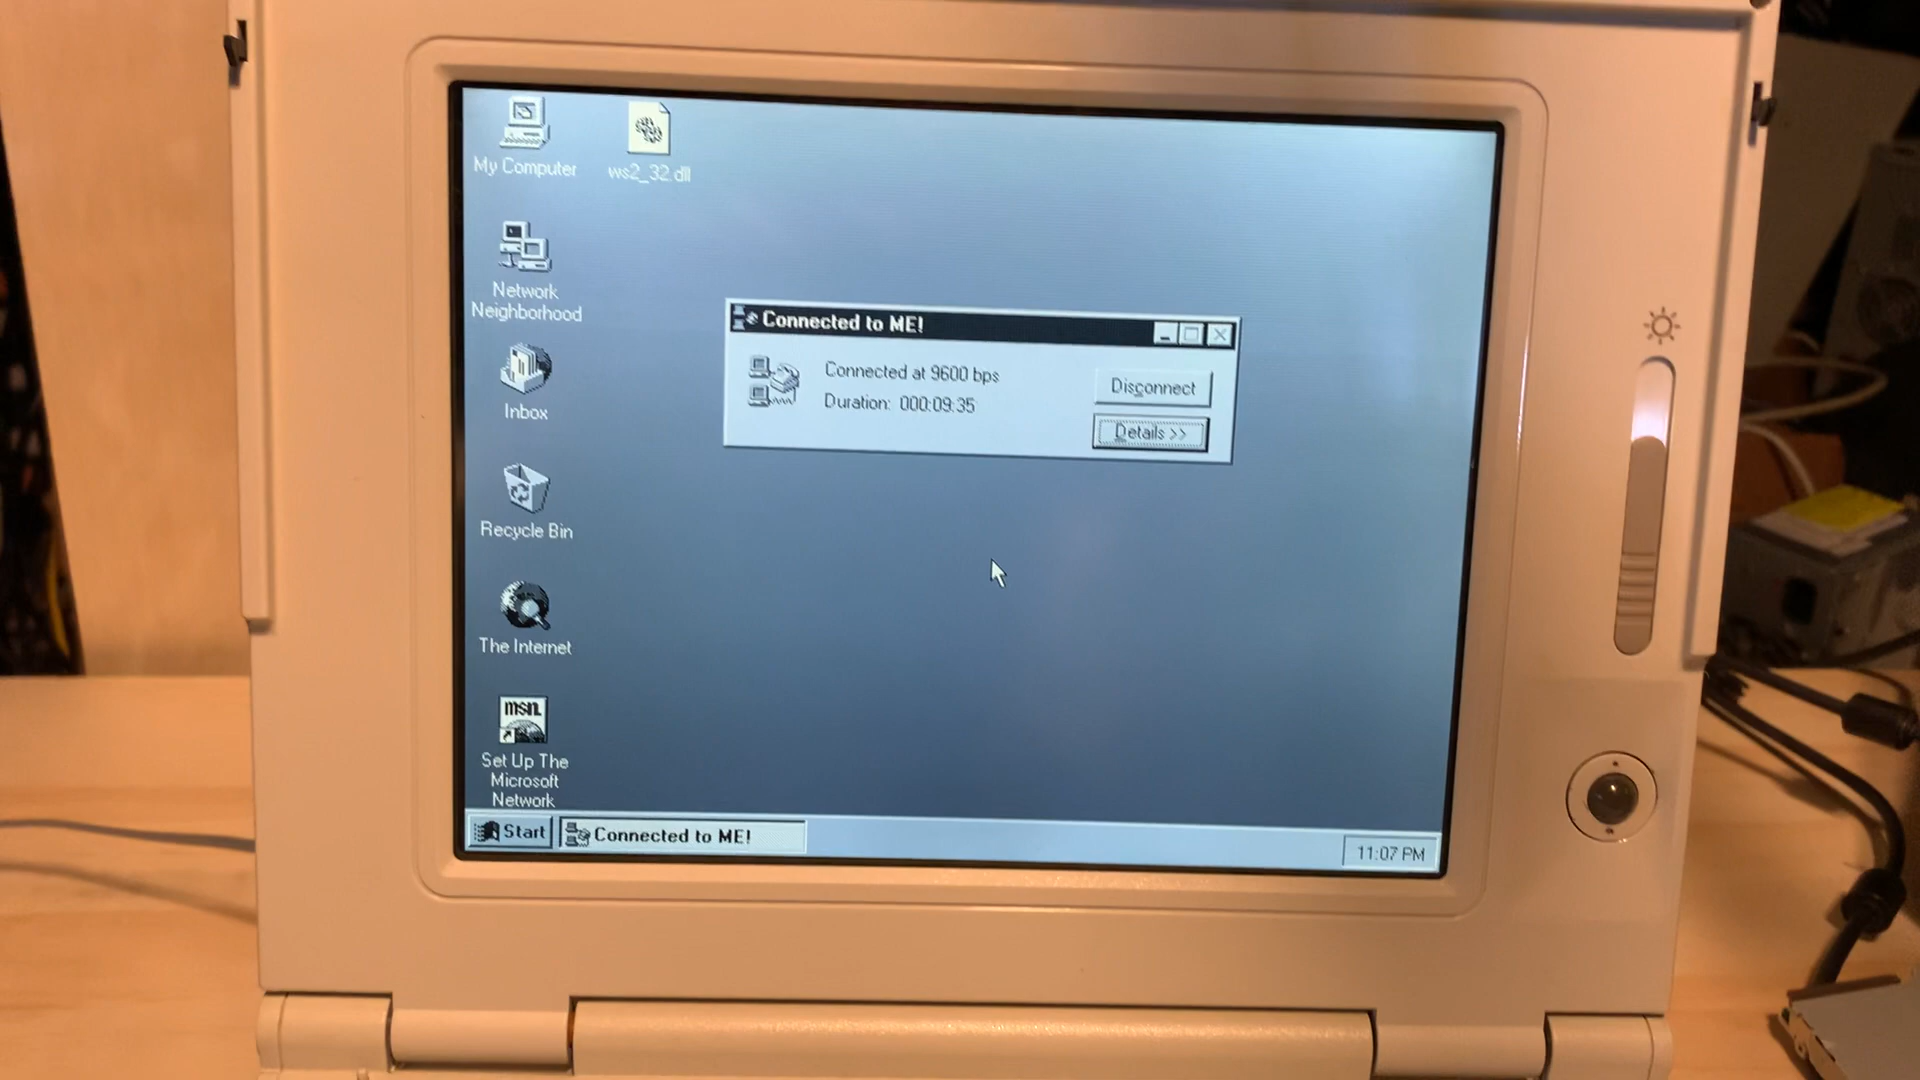 My Computer
ws2_32.dll
Network
Neighborhood
Inbox
Recycle Bin
The Internet
msn.
Set Up The
Microsoft
Network
Connected to ME!
Connected at 9600 bps
Duration: 000:09:35
Disconnect
Details >>
Start
Connected to ME!
11:07 PM